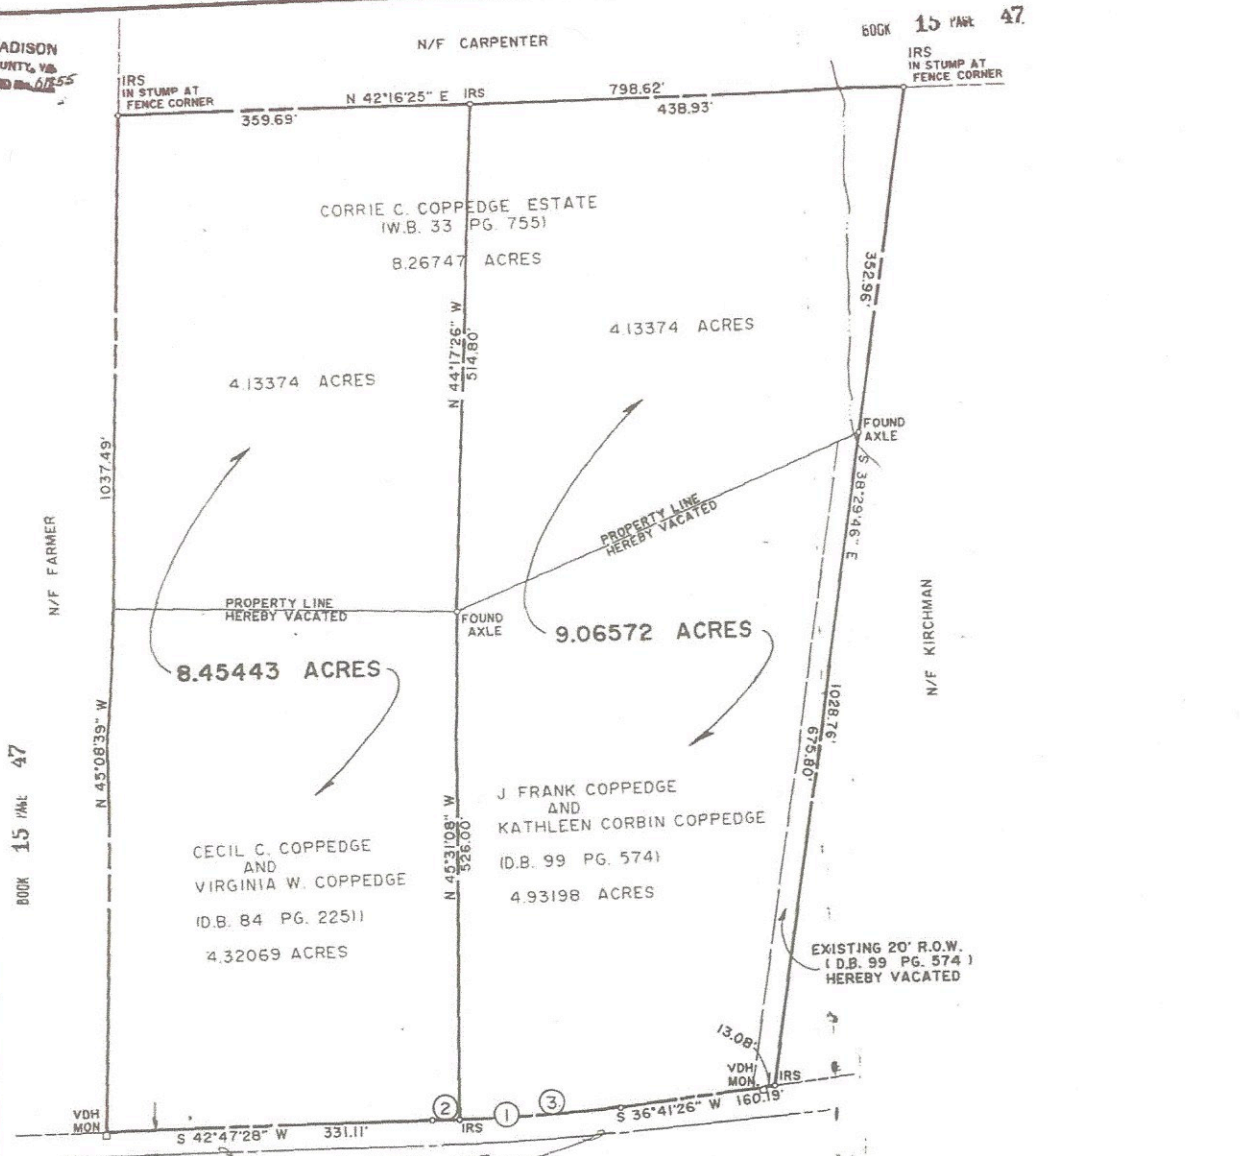 BOOK 15 PAGE 47
ADISON
UNTY, VA.
N/F CARPENTER
IRS
IN STUMP AT
FENCE CORNER
IRS
IN STUMP AT
FENCE CORNER
N 42°16'25" E IRS
798.62'
359.69'
438.93'
CORRIE C. COPPEDGE ESTATE
(W.B. 33 PG. 755)
8.26747 ACRES
352.96'
N 44°17'26" W
514.80'
4.13374 ACRES
4.13374 ACRES
FOUND
AXLE
1037.49'
S 38°29'46" E
PROPERTY LINE
HEREBY VACATED
N/F FARMER
PROPERTY LINE
HEREBY VACATED
FOUND
AXLE
N/F KIRCHMAN
9.06572 ACRES
8.45443 ACRES
1028.76'
675.80'
N 45°08'39" W
BOOK 15 PAGE 47
J FRANK COPPEDGE
AND
KATHLEEN CORBIN COPPEDGE
(D.B. 99 PG. 574)
4.93198 ACRES
N 45°31'08" W
526.00'
CECIL C. COPPEDGE
AND
VIRGINIA W. COPPEDGE
(D.B. 84 PG. 225)
4.32069 ACRES
EXISTING 20' R.O.W.
( D.B. 99 PG. 574 )
HEREBY VACATED
13.08'
VDH
MON.
IRS
VDH
MON
2
1
3
S 36°41'26" W 160.19'
S 42°47'28" W 331.11'
IRS